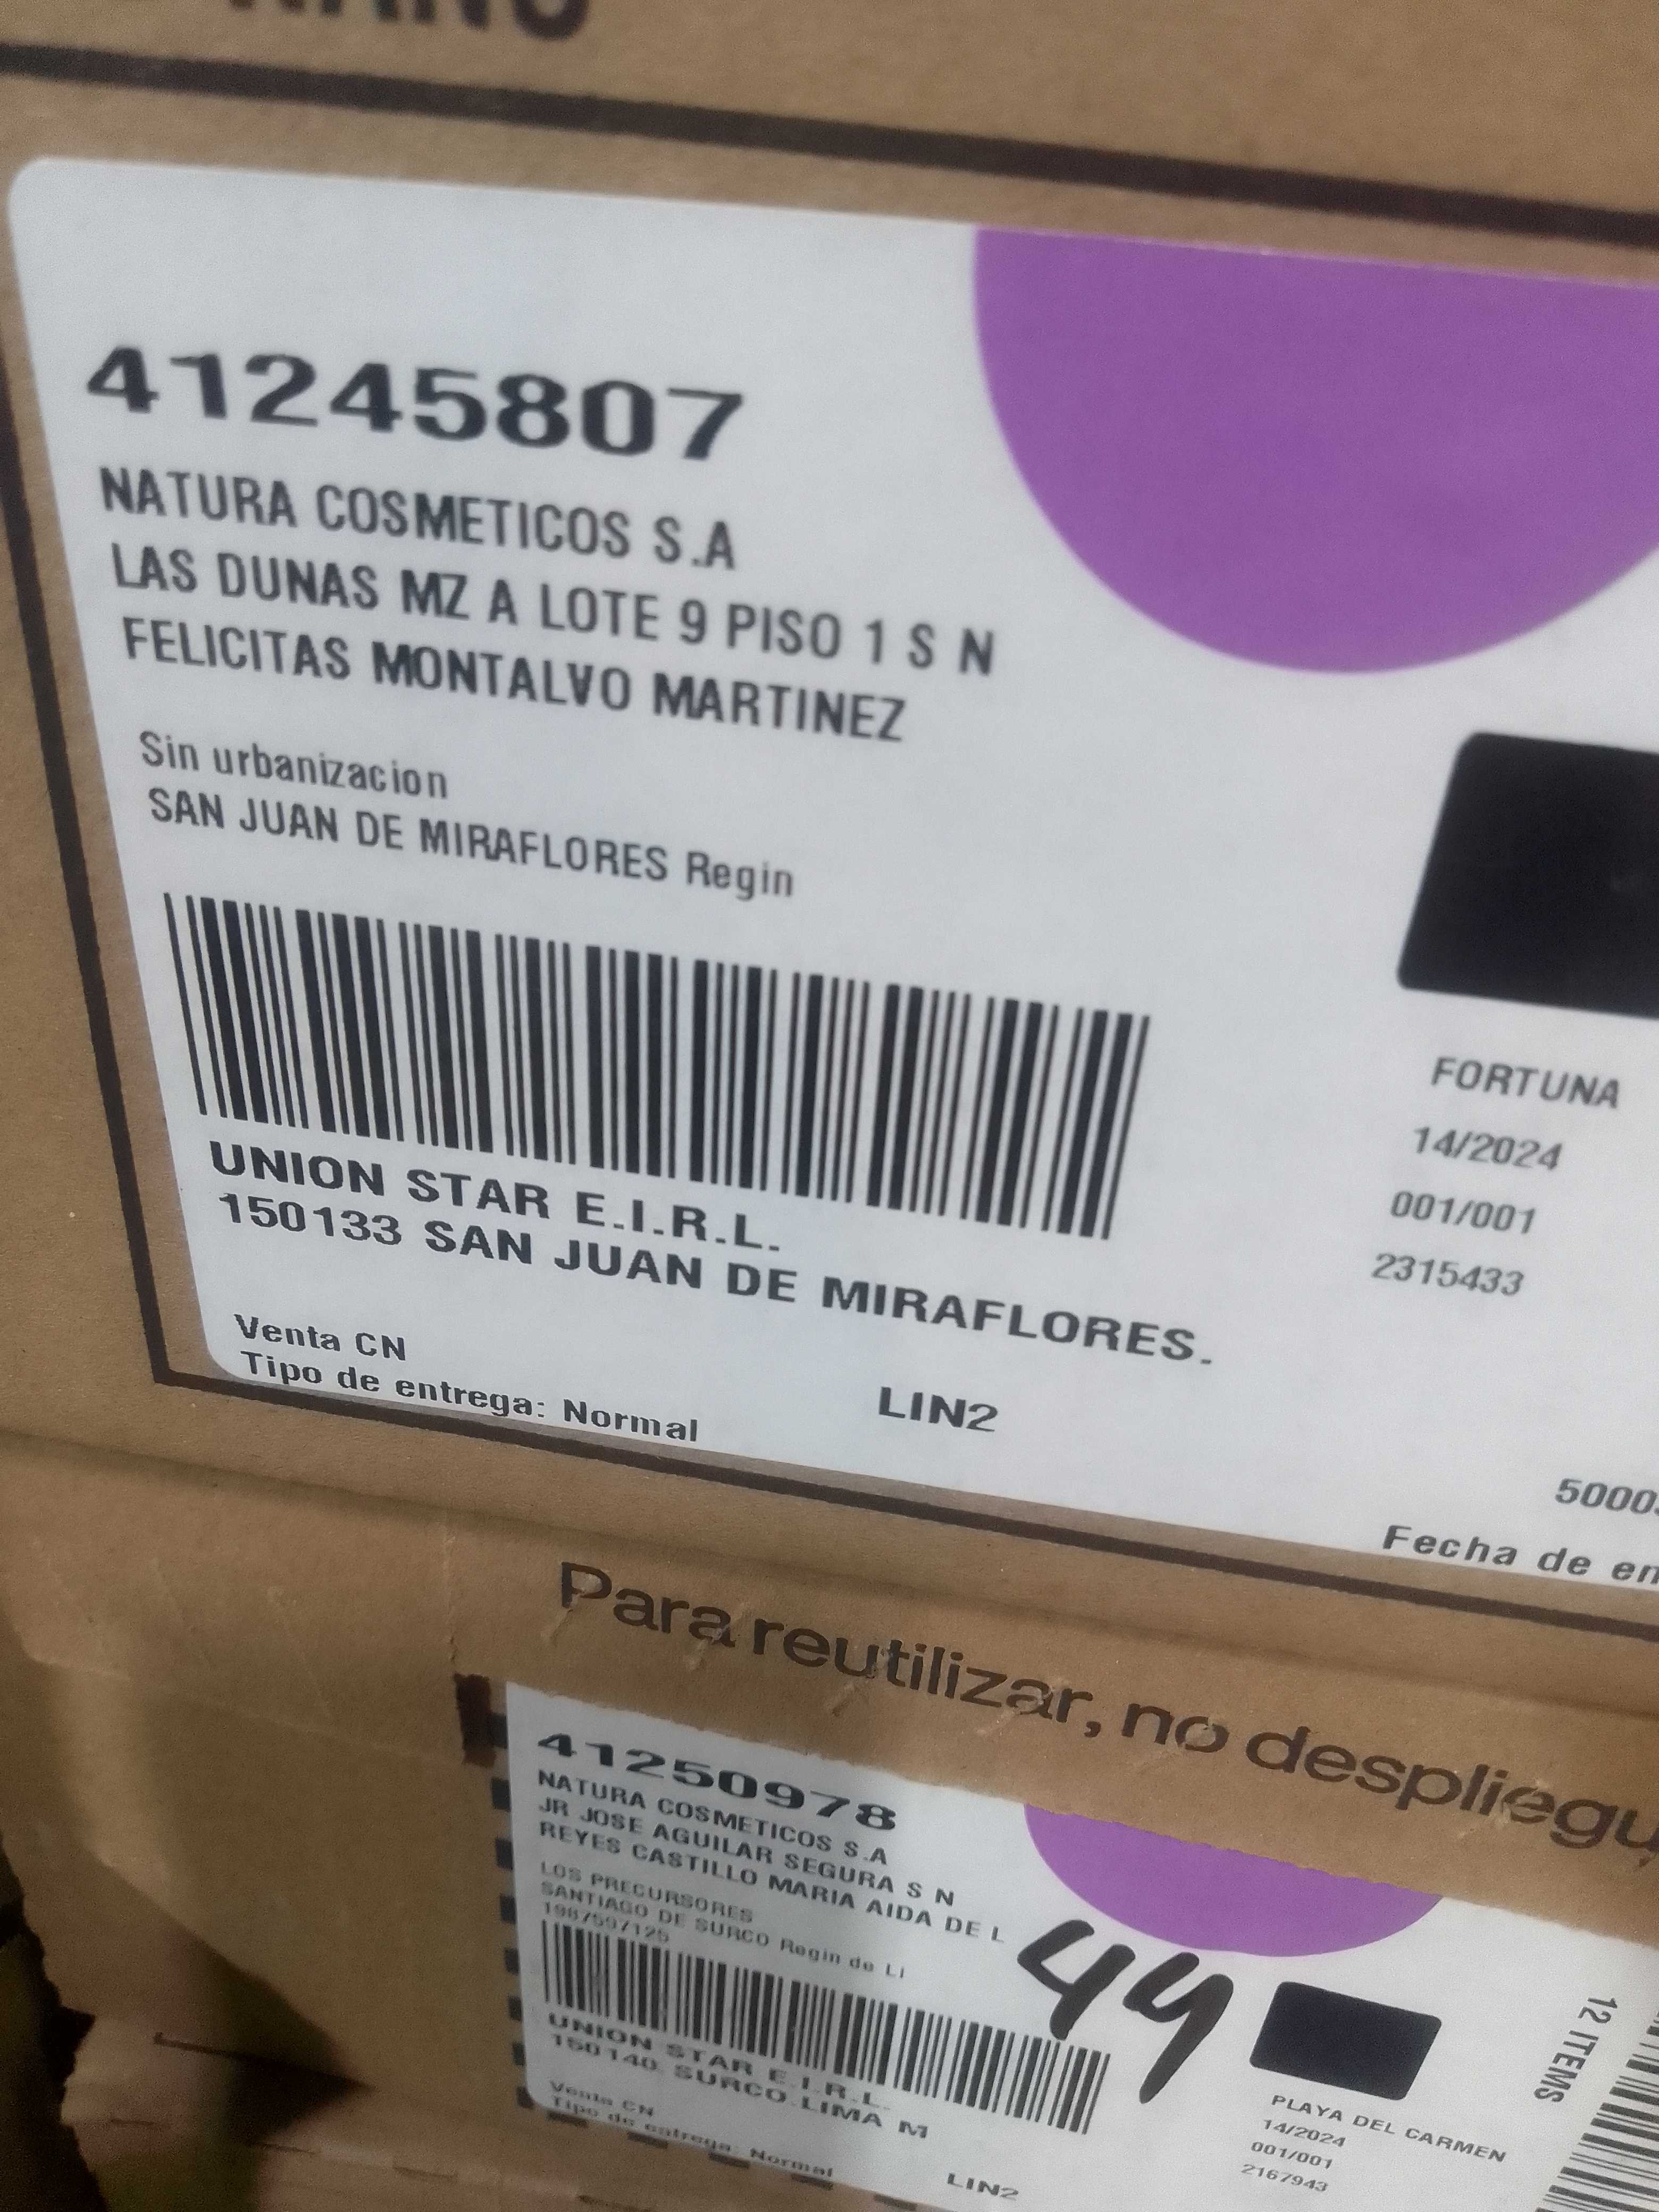 41245807
NATURA COSMETICOS S.A
LAS DUNAS MZ A LOTE 9 PISO 1 S N
FELICITAS MONTALVO MARTINEZ
Sin urbanizacion
SAN JUAN DE MIRAFLORES Regin
UNION STAR E.I.R.L.
150133 SAN JUAN DE MIRAFLORES.
Venta CN
Tipo de entrega: Normal
LIN2
FORTUNA
14/2024
001/001
2315433
5000
Fecha de en
Para reutilizar, no despliegu
41250978
NATURA COSMETICOS S.A
JR JOSE AGUILAR SEGURA S N
REYES CASTILLO MARIA AIDA DE L
LOS PRECURSORES
SANTIAGO DE SURCO Regin de Li
1987597125
44
UNION STAR E.I.R.L.
150140. SURCO.LIMA M
Venta CN
Tipo de entrega: Normal
LIN2
PLAYA DEL CARMEN
14/2024
001/001
2167943
12 ITEMS